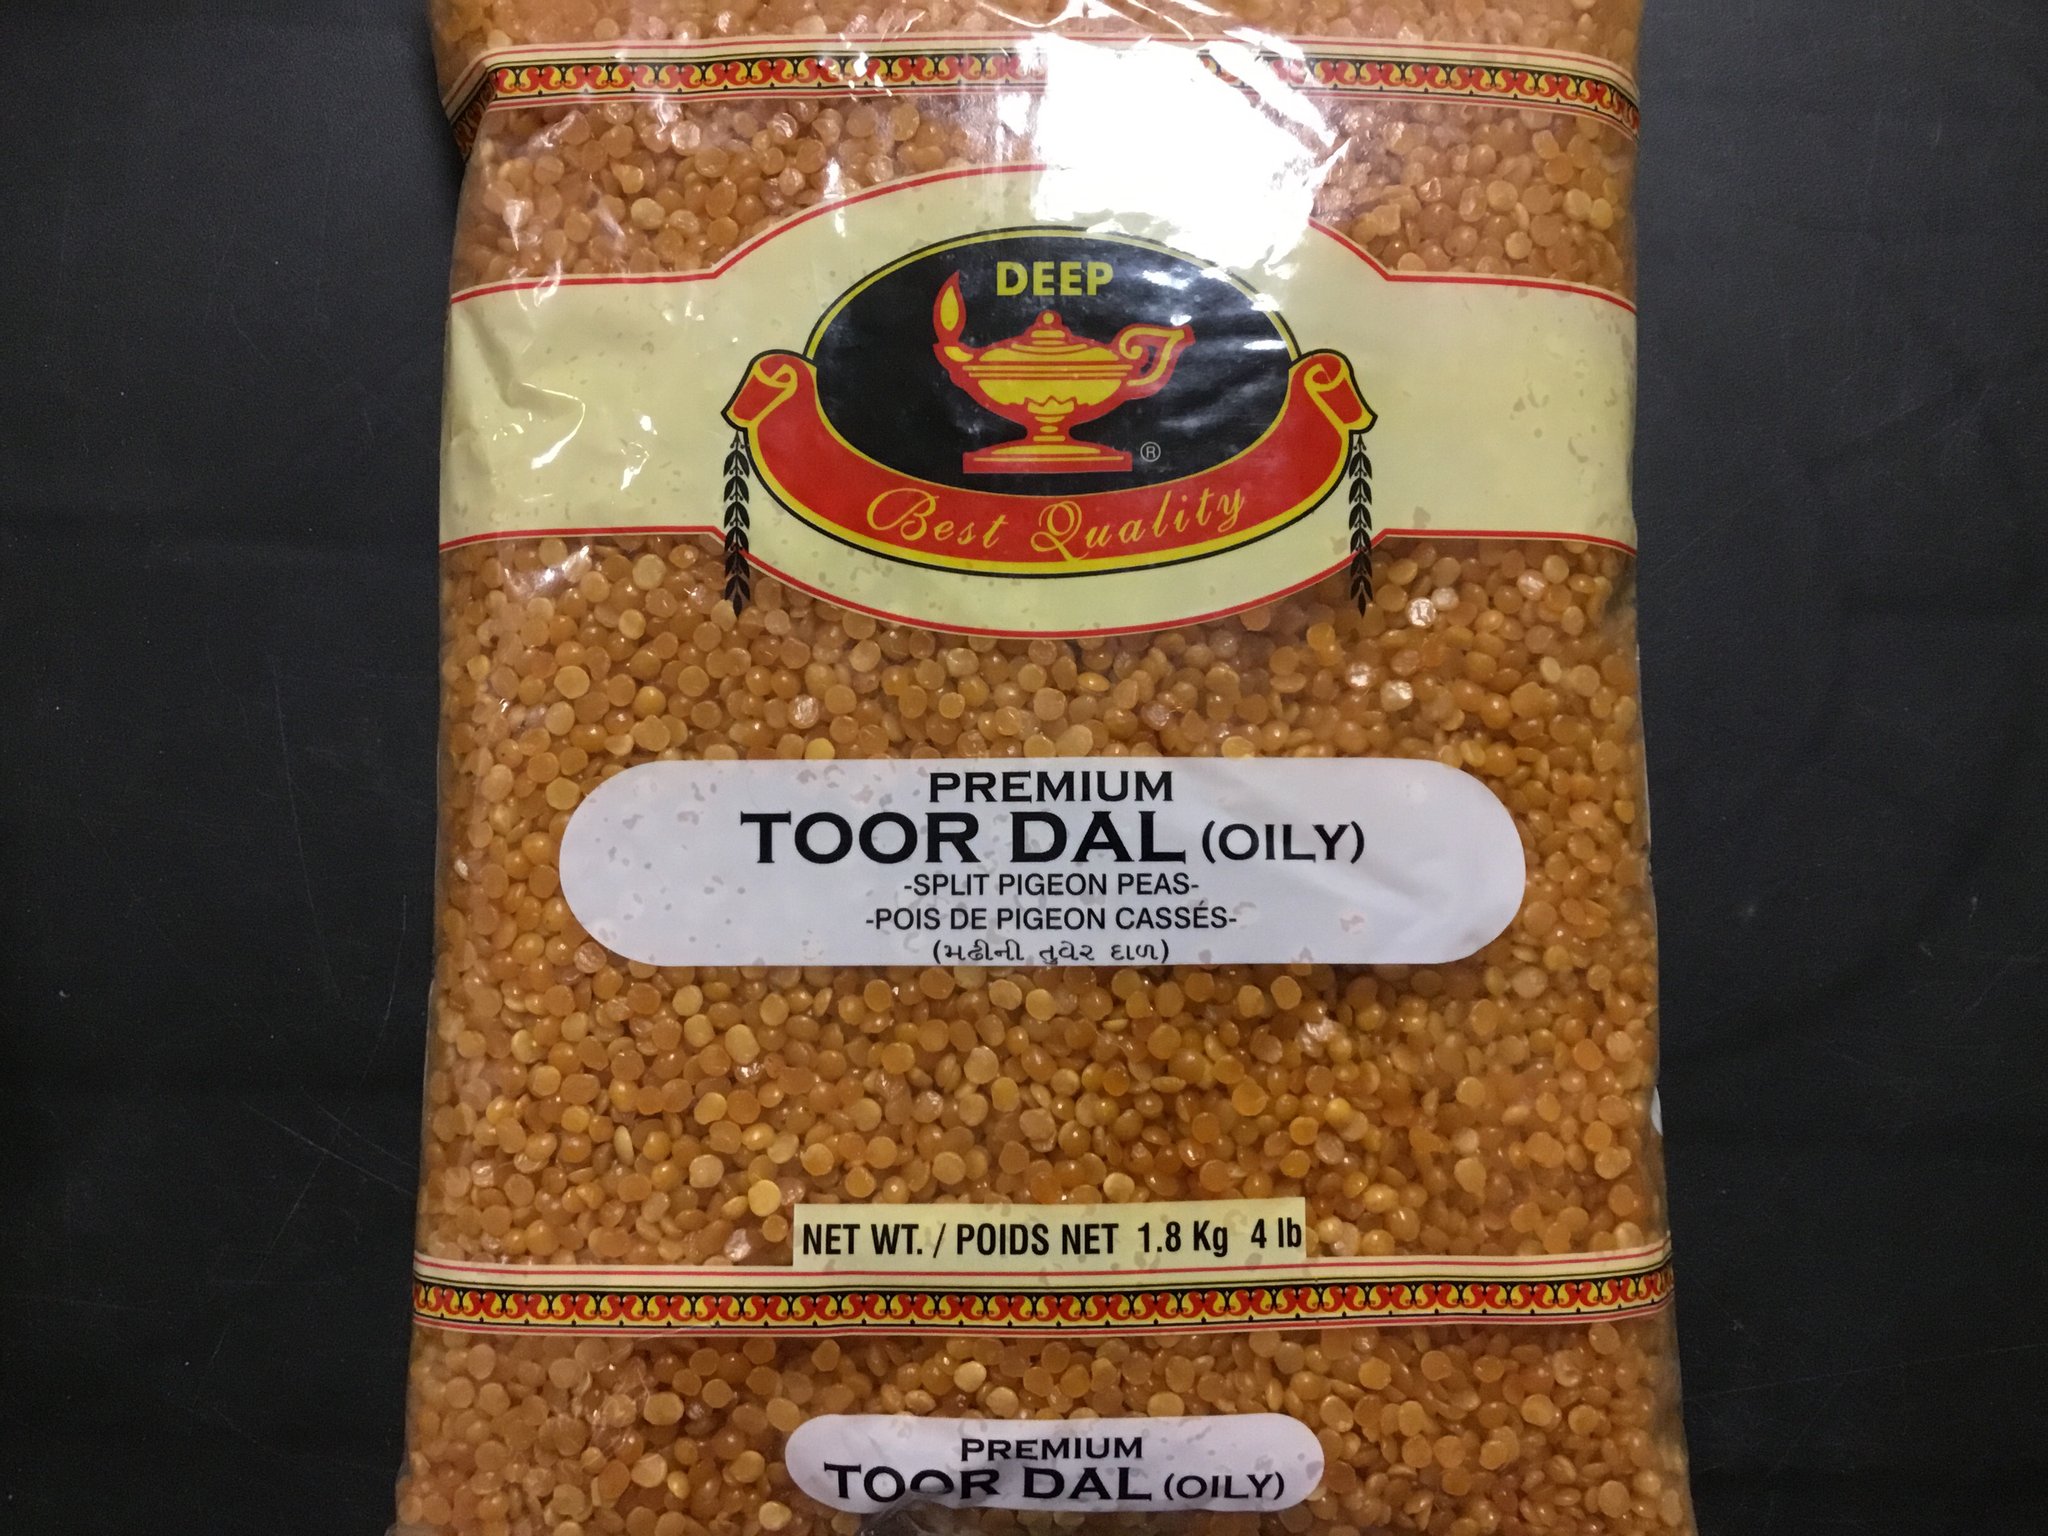 DEEP
®
Best Quality
PREMIUM
TOOR DAL (OILY)
-SPLIT PIGEON PEAS-
-POIS DE PIGEON CASSÉS-
(મઢીની તુવેર દાળ)
NET WT. / POIDS NET 1.8 Kg 4 lb
PREMIUM
TOOR DAL (OILY)